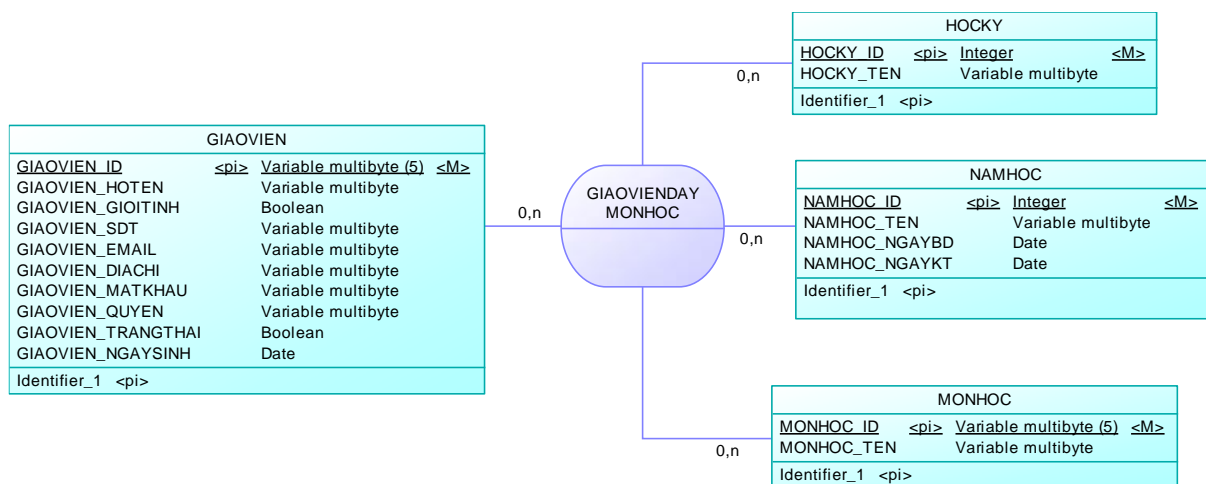 HOCKY
HOCKY_ID <pi> Integer <M>
HOCKY_TEN Variable multibyte
Identifier_1 <pi>
0,n
GIAOVIEN
GIAOVIEN_ID <pi> Variable multibyte (5) <M>
GIAOVIEN_HOTEN Variable multibyte
GIAOVIEN_GIOITINH Boolean
GIAOVIEN_SDT Variable multibyte
GIAOVIEN_EMAIL Variable multibyte
GIAOVIEN_DIACHI Variable multibyte
GIAOVIEN_MATKHAU Variable multibyte
GIAOVIEN_QUYEN Variable multibyte
GIAOVIEN_TRANGTHAI Boolean
GIAOVIEN_NGAYSINH Date
Identifier_1 <pi>
0,n
GIAOVIENDAY
MONHOC
0,n
NAMHOC
NAMHOC_ID <pi> Integer <M>
NAMHOC_TEN Variable multibyte
NAMHOC_NGAYBD Date
NAMHOC_NGAYKT Date
Identifier_1 <pi>
0,n
MONHOC
MONHOC_ID <pi> Variable multibyte (5) <M>
MONHOC_TEN Variable multibyte
Identifier_1 <pi>